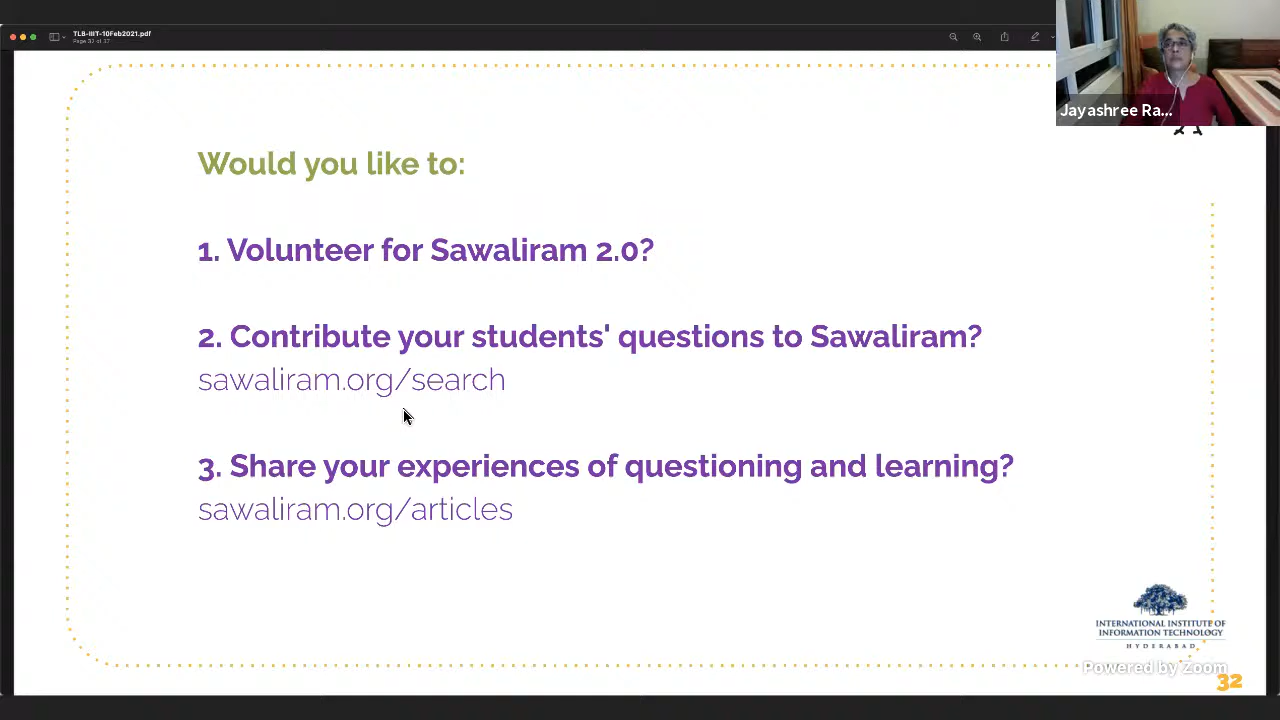 TLB-IIIT-10Feb2021.pdf
Page 32 of 37
Jayashree Ra...
Would you like to:
1. Volunteer for Sawaliram 2.0?
2. Contribute your students' questions to Sawaliram?
sawaliram.org/search
3. Share your experiences of questioning and learning?
sawaliram.org/articles
INTERNATIONAL INSTITUTE OF
INFORMATION TECHNOLOGY
HYDERABAD
Powered by Zoom
32